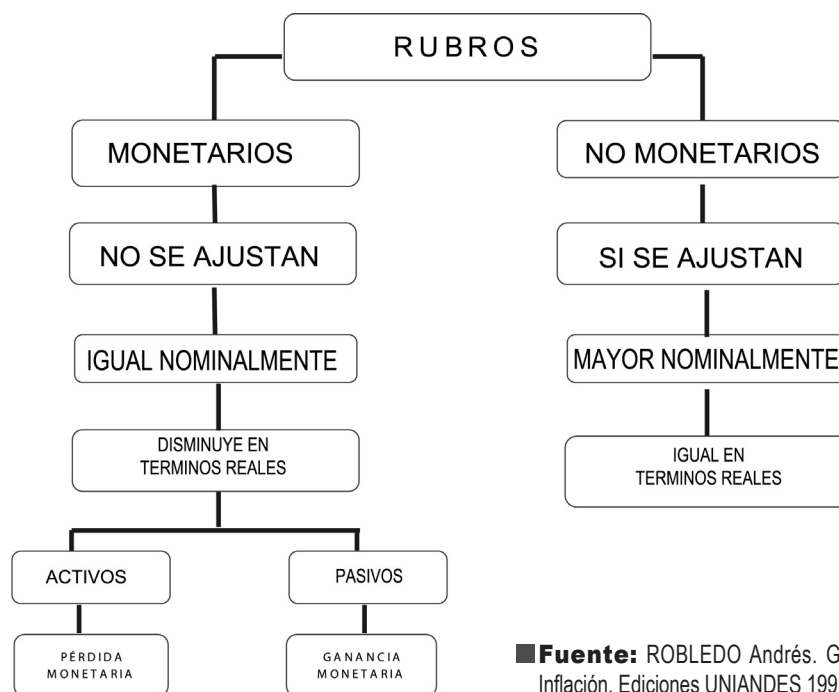 RUBROS
MONETARIOS
NO SE AJUSTAN
IGUAL NOMINALMENTE
DISMINUYE EN
TERMINOS REALES
ACTIVOS
PÉRDIDA
MONETARIA
PASIVOS
GANANCIA
MONETARIA
NO MONETARIOS
SI SE AJUSTAN
MAYOR NOMINALMENTE
IGUAL EN
TERMINOS REALES
Fuente: ROBLEDO Andrés. G
Inflación. Ediciones UNIANDES 199